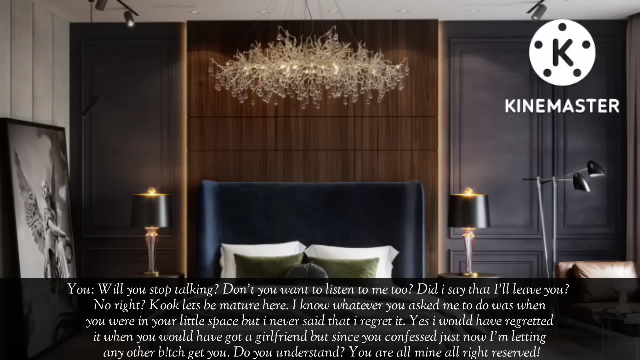 K
KINEMASTER
You: Will you stop talking? Don't you want to listen to me too? Did i say that I'll leave you?
No right? Kook lets be mature here. I know whatever you asked me to do was when
you were in your little space but i never said that i regret it. Yes i would have regretted
it when you would have got a girlfriend but since you confessed just now I'm letting
any other b!tch get you. Do you understand? You are all mine all right reserved